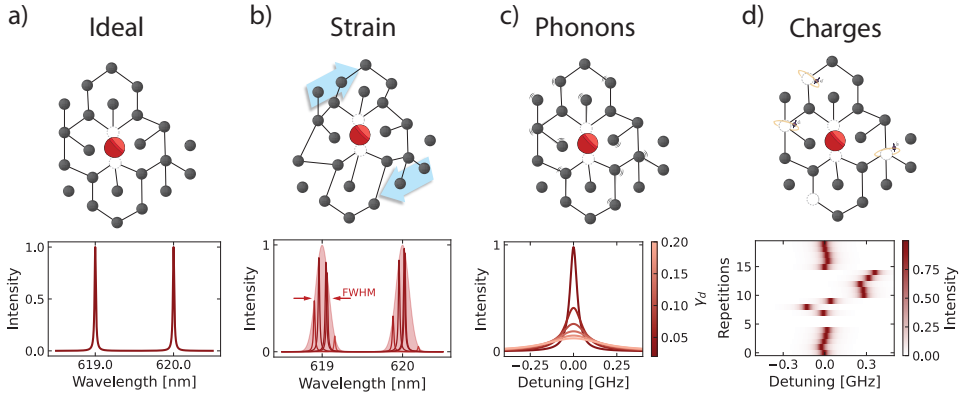 a) Ideal
b) Strain
c) Phonons
d) Charges
Intensity
1.0
0.5
0.0
619.0
620.0
Wavelength [nm]
Intensity
1
0
FWHM
619
620
Wavelength [nm]
Intensity
1
0
−0.25
0.00
0.25
Detuning [GHz]
0.20
0.15
0.10
0.05
γd
Repetitions
15
10
5
0
−0.3
0.0
0.3
Detuning [GHz]
0.75
0.50
0.25
0.00
Intensity